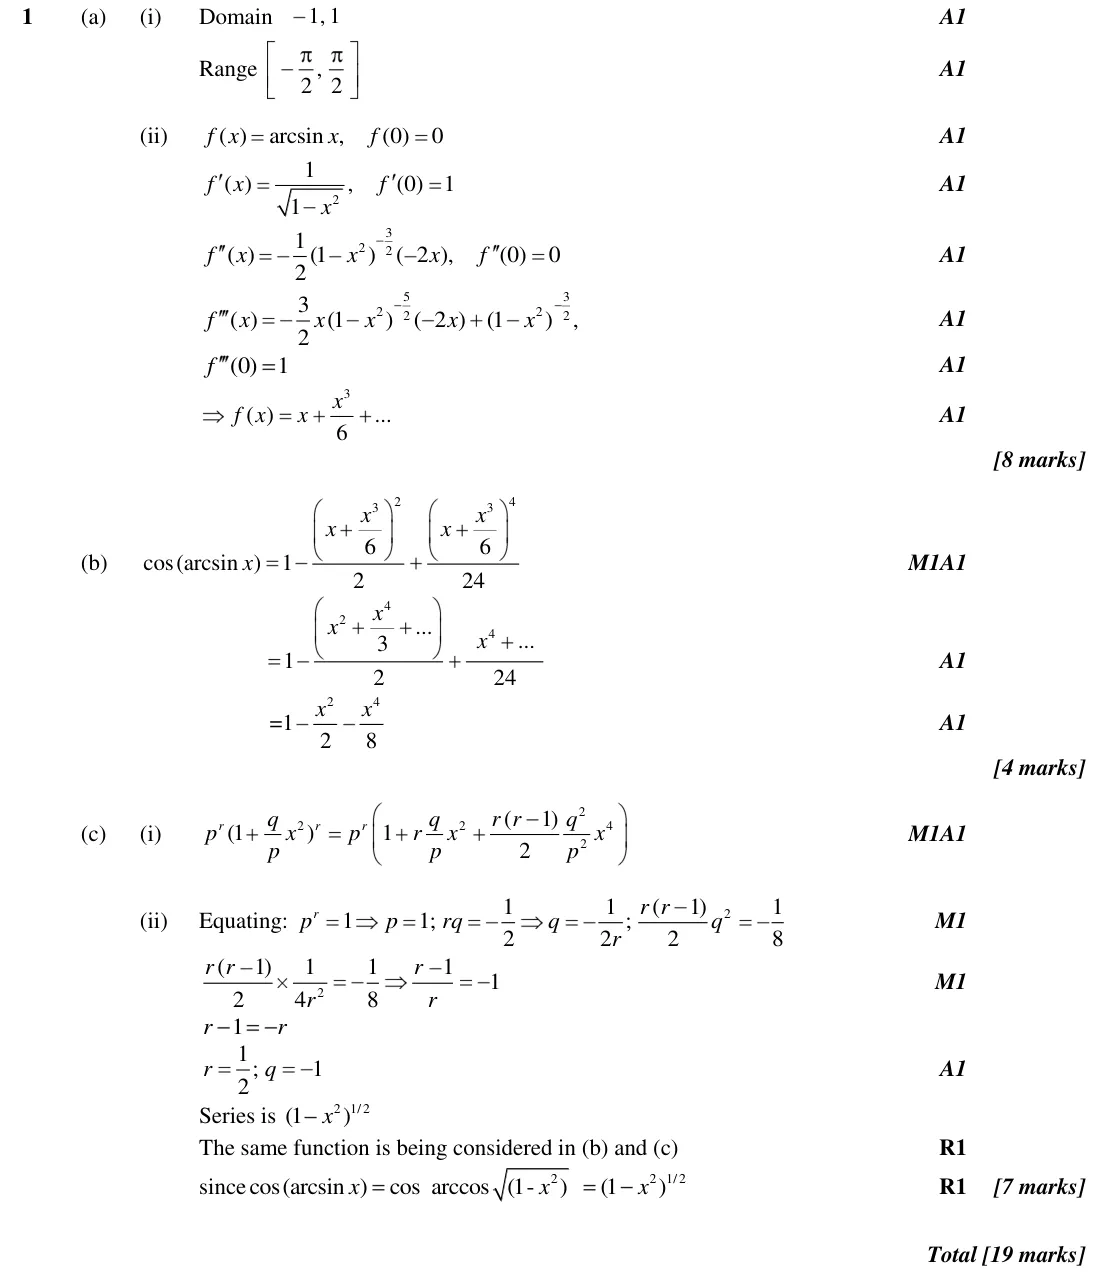 1 (a) (i) Domain −1, 1 A1
Range [−π/2, π/2] A1
(ii) f(x) = arcsin x, f(0) = 0 A1
f′(x) = 1/√(1−x²), f′(0) = 1 A1
f″(x) = −1/2 (1−x²)^(−3/2) (−2x), f″(0) = 0 A1
f‴(x) = −3/2 x(1−x²)^(−5/2) (−2x) + (1−x²)^(−3/2), A1
f‴(0) = 1 A1
⇒ f(x) = x + x³/6 + ... A1
[8 marks]
(b) cos(arcsin x) = 1 − (x + x³/6)²/2 + (x + x³/6)⁴/24 M1A1
= 1 − (x² + x⁴/3 + ...)/2 + (x⁴ + ...)/24 A1
=1 − x²/2 − x⁴/8 A1
[4 marks]
(c) (i) p^r(1 + q/p x²)^r = p^r(1 + r q/p x² + r(r−1)/2 q²/p² x⁴) M1A1
(ii) Equating: p^r = 1 ⇒ p = 1; rq = −1/2 ⇒ q = −1/2r; r(r−1)/2 q² = −1/8 M1
r(r−1)/2 × 1/4r² = −1/8 ⇒ (r−1)/r = −1 M1
r − 1 = −r
r = 1/2; q = −1 A1
Series is (1−x²)^1/2
The same function is being considered in (b) and (c) R1
since cos(arcsin x) = cos arccos √(1-x²) = (1−x²)^1/2 R1 [7 marks]
Total [19 marks]